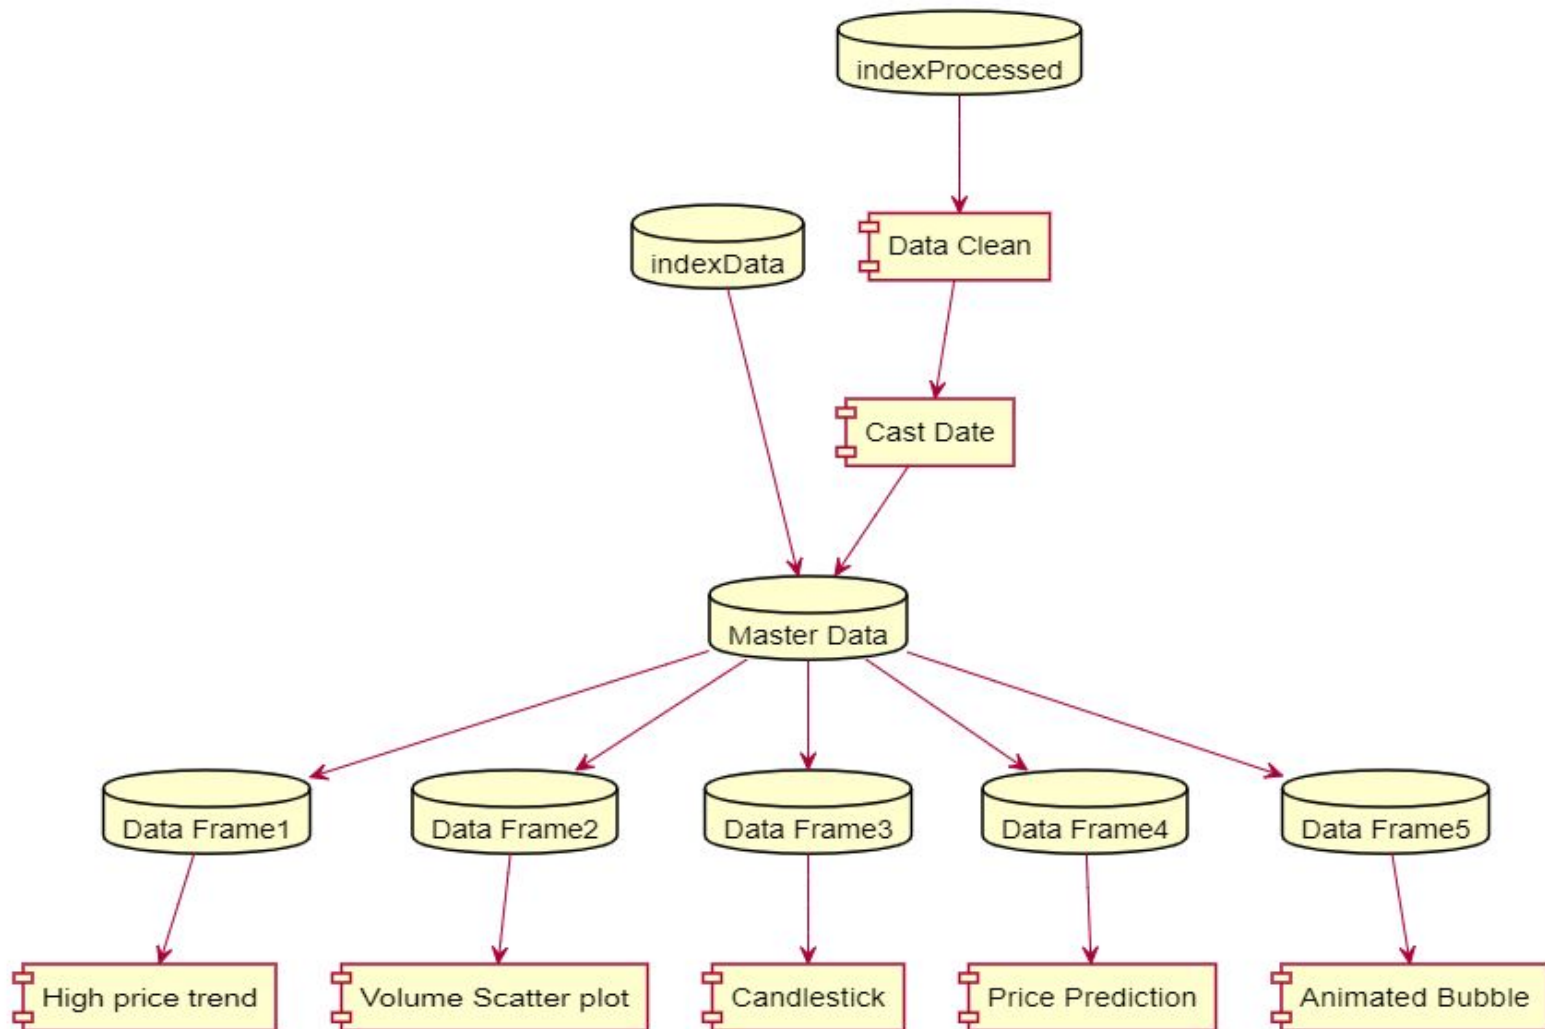 indexProcessed
indexData
Data Clean
Cast Date
Master Data
Data Frame1
Data Frame2
Data Frame3
Data Frame4
Data Frame5
High price trend
Volume Scatter plot
Candlestick
Price Prediction
Animated Bubble